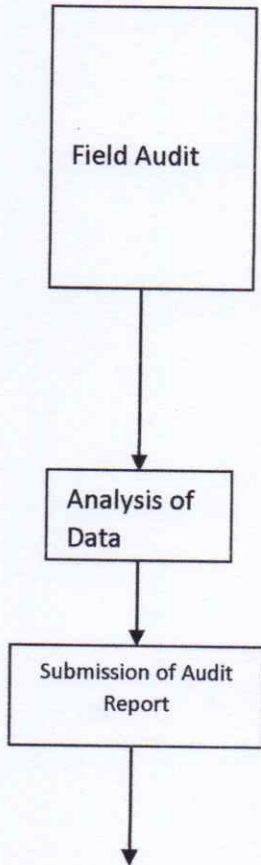 Field Audit
Analysis of
Data
Submission of Audit
Report